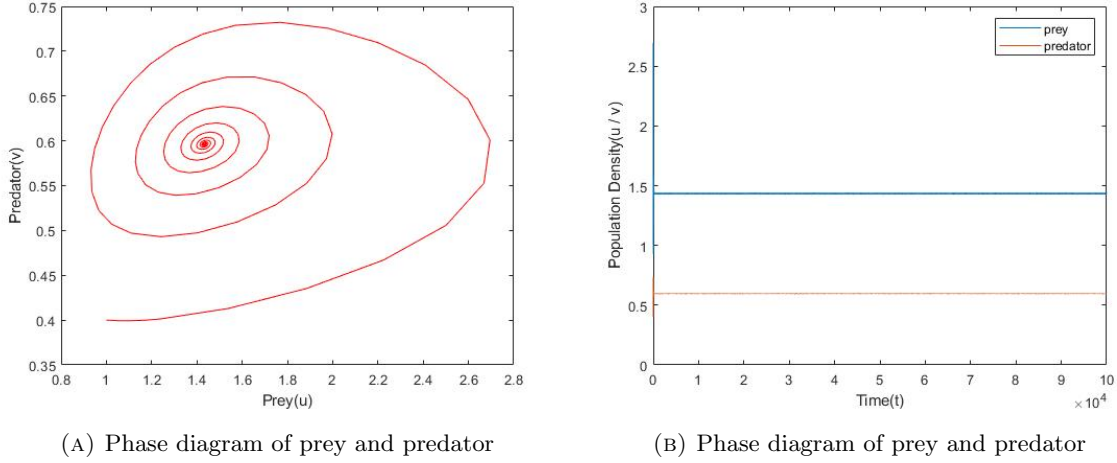 0.75
0.7
0.65
0.6
0.55
0.5
0.45
0.4
0.35
Predator(v)
0.8 1 1.2 1.4 1.6 1.8 2 2.2 2.4 2.6 2.8
Prey(u)
(A) Phase diagram of prey and predator
3
2.5
2
1.5
1
0.5
0
Population Density(u / v)
prey
predator
0 1 2 3 4 5 6 7 8 9 10
Time(t)
× 10^4
(B) Phase diagram of prey and predator